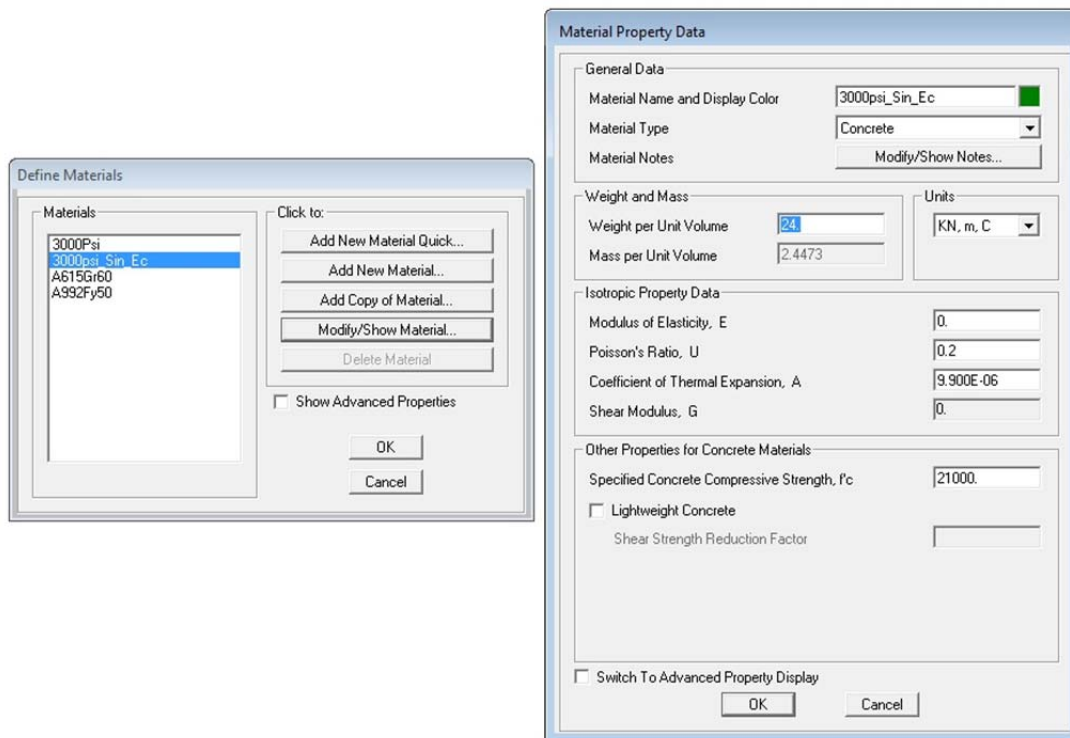 Define Materials
Materials
3000Psi
3000psi_Sin_Ec
A615Gr60
A992Fy50
Click to:
Add New Material Quick...
Add New Material...
Add Copy of Material...
Modify/Show Material...
Delete Material
Show Advanced Properties
OK
Cancel
Material Property Data
General Data
Material Name and Display Color 3000psi_Sin_Ec
Material Type Concrete
Material Notes Modify/Show Notes...
Weight and Mass
Weight per Unit Volume 24.
Mass per Unit Volume 2.4473
Units
KN, m, C
Isotropic Property Data
Modulus of Elasticity, E 0.
Poisson's Ratio, U 0.2
Coefficient of Thermal Expansion, A 9.900E-06
Shear Modulus, G 0.
Other Properties for Concrete Materials
Specified Concrete Compressive Strength, f'c 21000.
Lightweight Concrete
Shear Strength Reduction Factor
Switch To Advanced Property Display
OK
Cancel